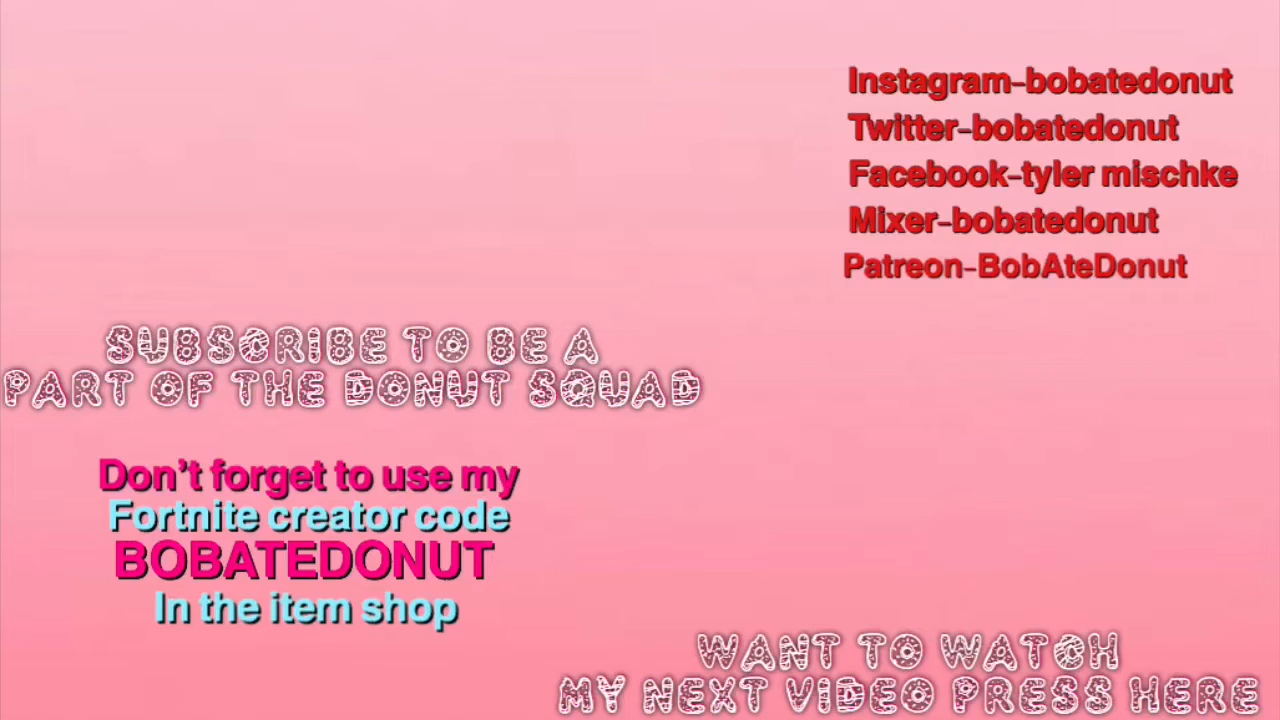 Instagram-bobatedonut
Twitter-bobatedonut
Facebook-tyler mischke
Mixer-bobatedonut
Patreon-BobAteDonut
SUBSCRIBE TO BE A
PART OF THE DONUT SQUAD
Don't forget to use my
Fortnite creator code
BOBATEDONUT
In the item shop
WANT TO WATCH
MY NEXT VIDEO PRESS HERE